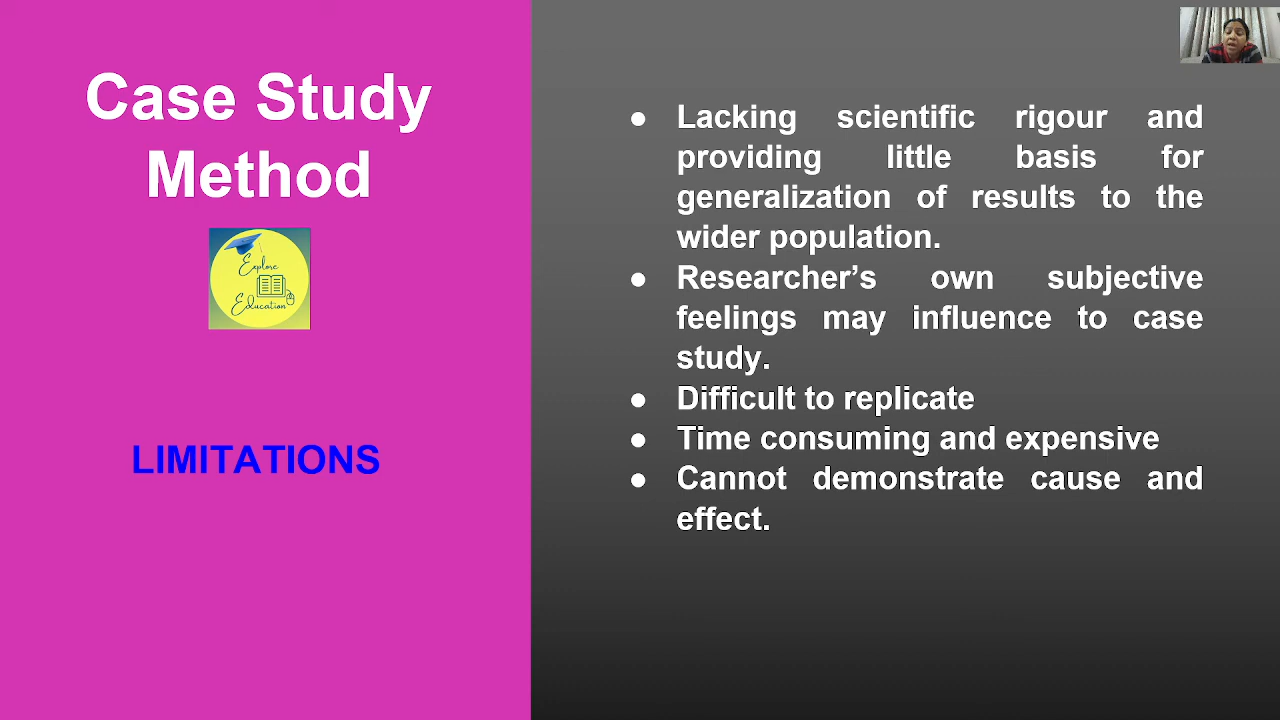 Case Study
Method
Explore
Education
LIMITATIONS
● Lacking scientific rigour and
providing little basis for
generalization of results to the
wider population.
● Researcher’s own subjective
feelings may influence to case
study.
● Difficult to replicate
● Time consuming and expensive
● Cannot demonstrate cause and
effect.